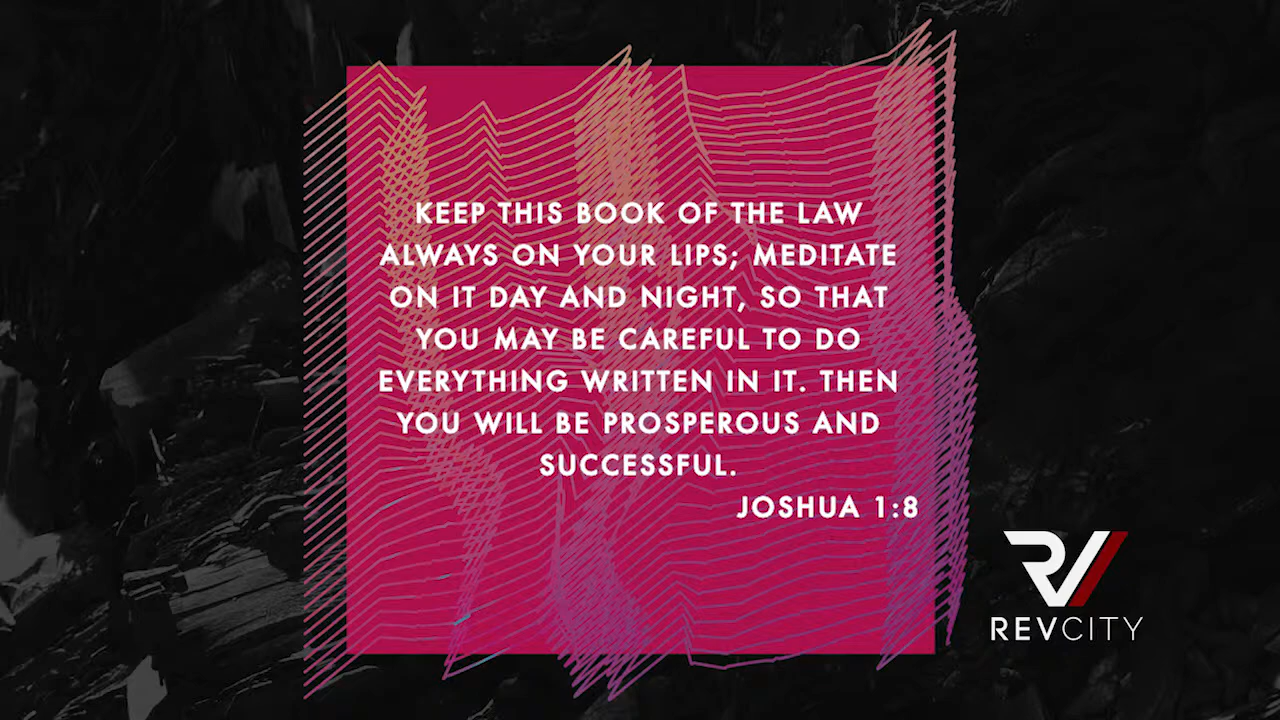 KEEP THIS BOOK OF THE LAW
ALWAYS ON YOUR LIPS; MEDITATE
ON IT DAY AND NIGHT, SO THAT
YOU MAY BE CAREFUL TO DO
EVERYTHING WRITTEN IN IT. THEN
YOU WILL BE PROSPEROUS AND
SUCCESSFUL.
JOSHUA 1:8
RV
REVCITY